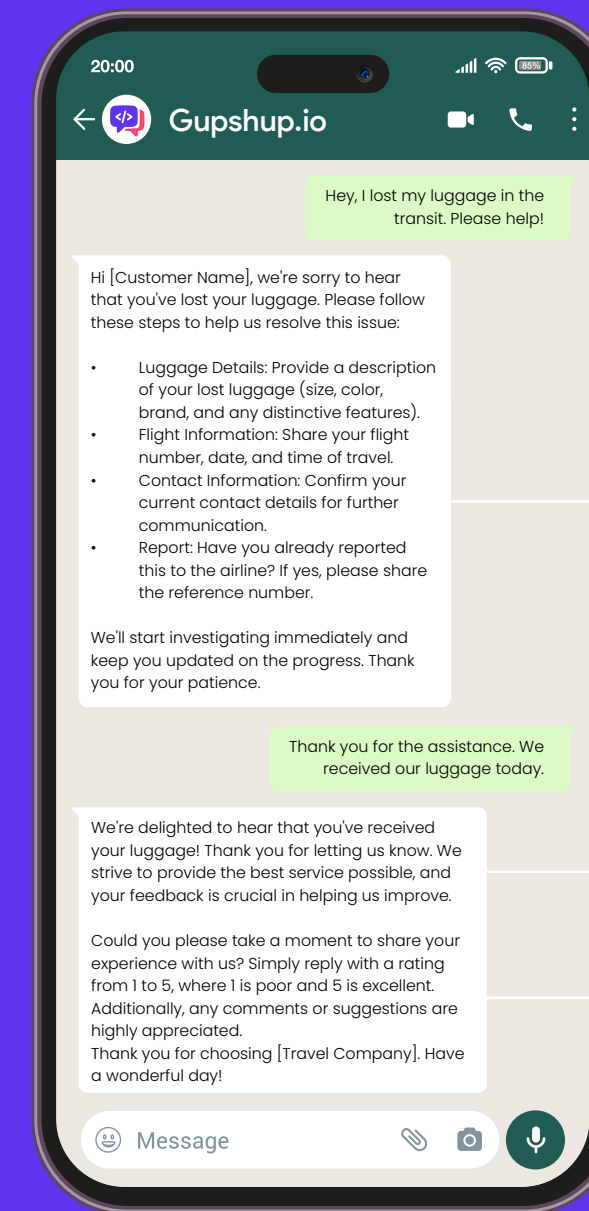 20:00
85%
</>
Gupshup.io
Hey, I lost my luggage in the
transit. Please help!
Hi [Customer Name], we're sorry to hear
that you've lost your luggage. Please follow
these steps to help us resolve this issue:
• Luggage Details: Provide a description
of your lost luggage (size, color,
brand, and any distinctive features).
• Flight Information: Share your flight
number, date, and time of travel.
• Contact Information: Confirm your
current contact details for further
communication.
• Report: Have you already reported
this to the airline? If yes, please share
the reference number.
We'll start investigating immediately and
keep you updated on the progress. Thank
you for your patience.
Thank you for the assistance. We
received our luggage today.
We're delighted to hear that you've received
your luggage! Thank you for letting us know. We
strive to provide the best service possible, and
your feedback is crucial in helping us improve.
Could you please take a moment to share your
experience with us? Simply reply with a rating
from 1 to 5, where 1 is poor and 5 is excellent.
Additionally, any comments or suggestions are
highly appreciated.
Thank you for choosing [Travel Company]. Have
a wonderful day!
Message